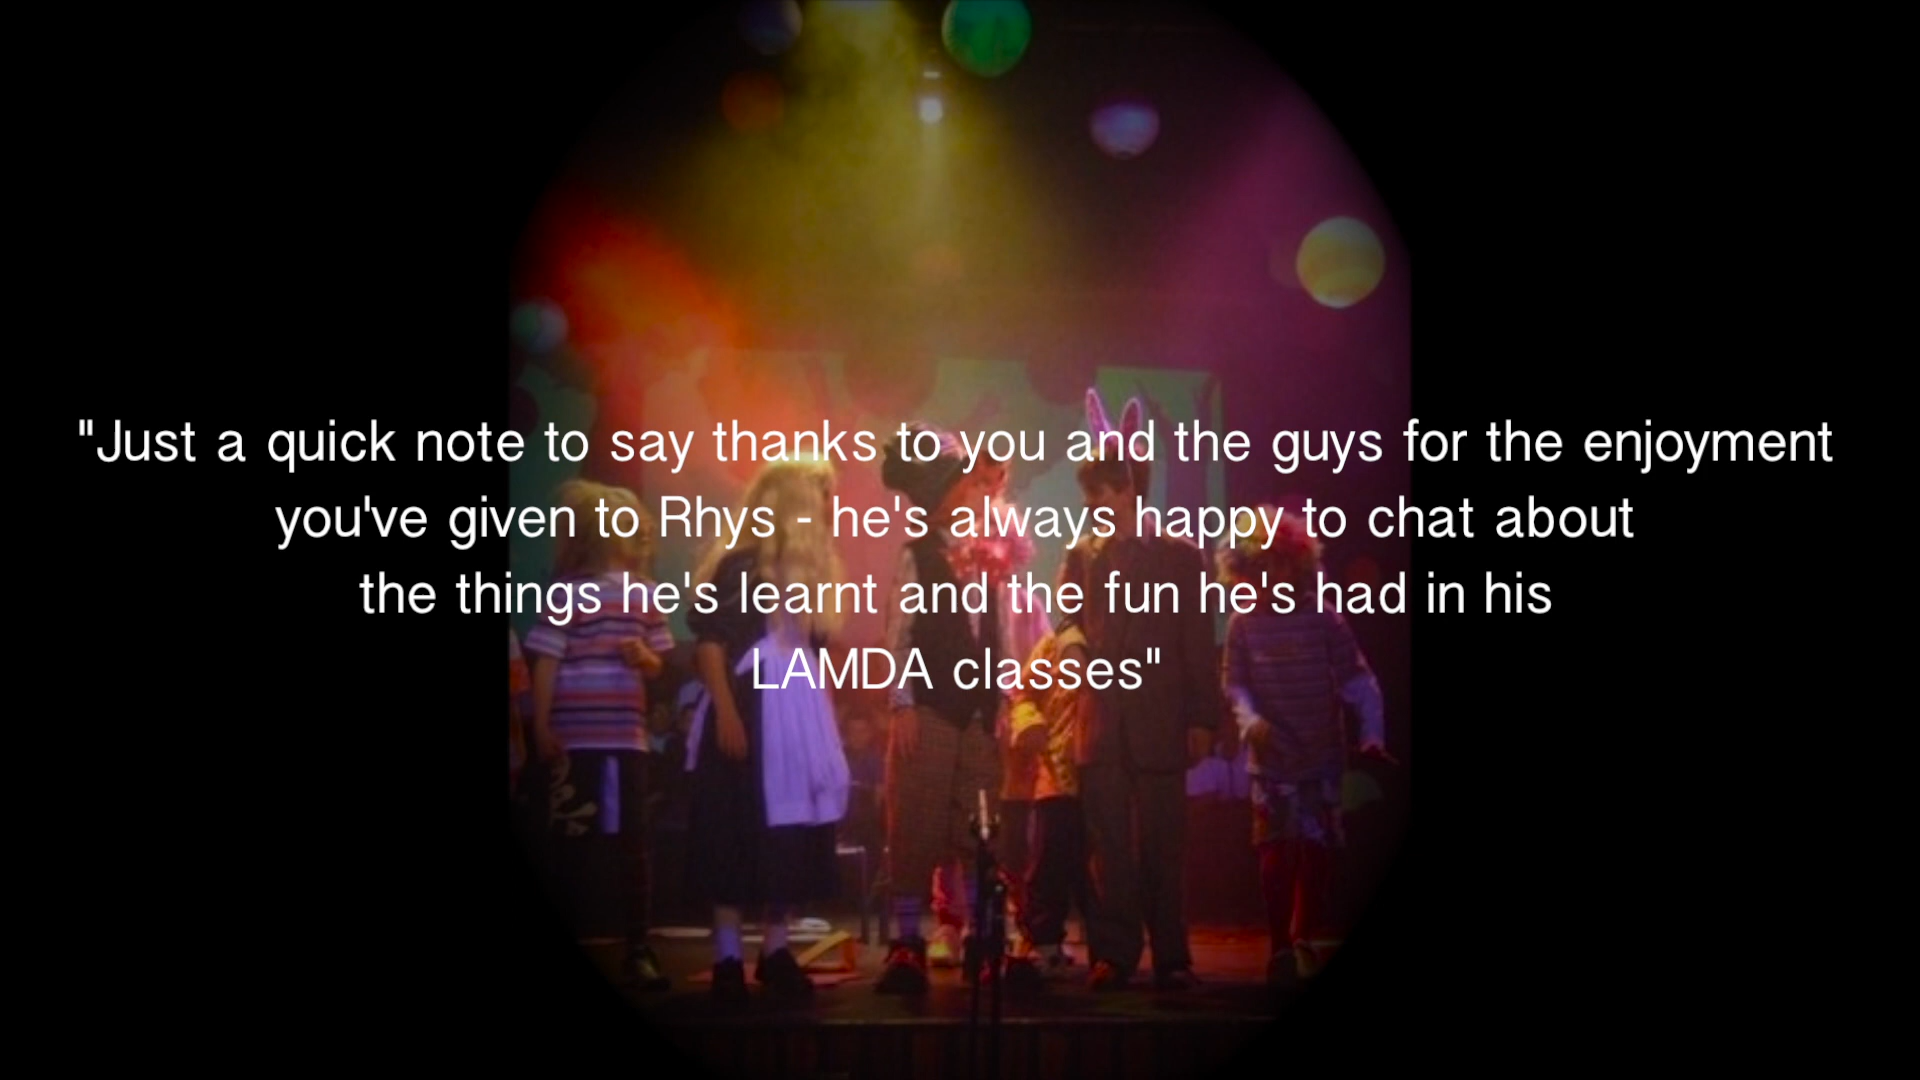 "Just a quick note to say thanks to you and the guys for the enjoyment
you've given to Rhys - he's always happy to chat about
the things he's learnt and the fun he's had in his
LAMDA classes"